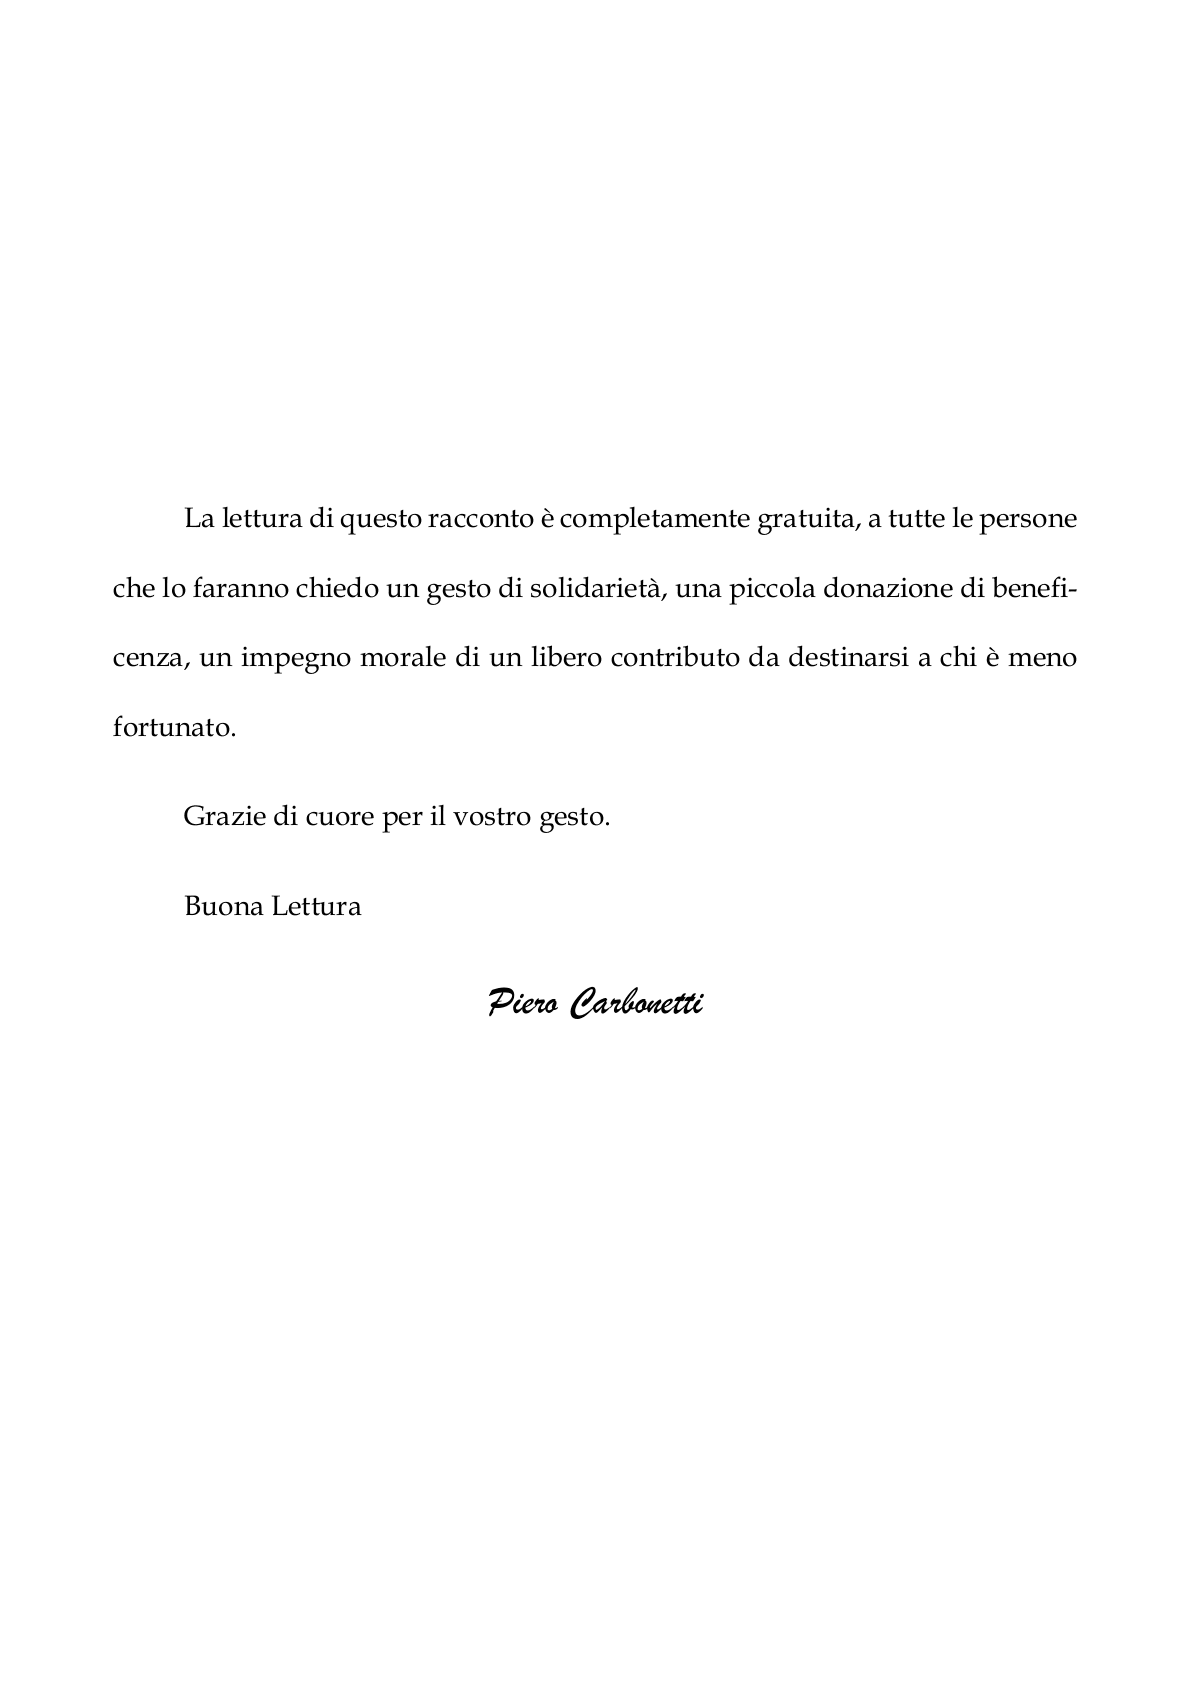 La lettura di questo racconto è completamente gratuita, a tutte le persone
che lo faranno chiedo un gesto di solidarietà, una piccola donazione di benefi-
cenza, un impegno morale di un libero contributo da destinarsi a chi è meno
fortunato.
Grazie di cuore per il vostro gesto.
Buona Lettura
Piero Carbonetti